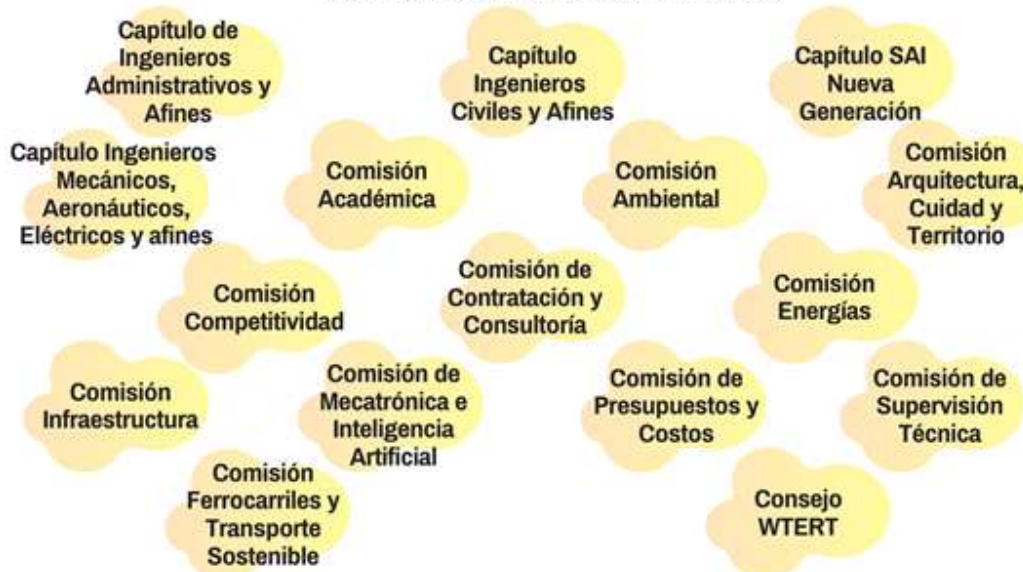 Capítulo de
Ingenieros
Administrativos y
Afines
Capítulo
Ingenieros
Civiles y Afines
Capítulo SAI
Nueva
Generación
Capítulo Ingenieros
Mecánicos,
Aeronáuticos,
Eléctricos y afines
Comisión
Académica
Comisión
Ambiental
Comisión
Arquitectura,
Cuidad y
Territorio
Comisión
Competitividad
Comisión de
Contratación y
Consultoría
Comisión
Energías
Comisión
Infraestructura
Comisión de
Mecatrónica e
Inteligencia
Artificial
Comisión de
Presupuestos y
Costos
Comisión de
Supervisión
Técnica
Comisión
Ferrocarriles y
Transporte
Sostenible
Consejo
WTERT